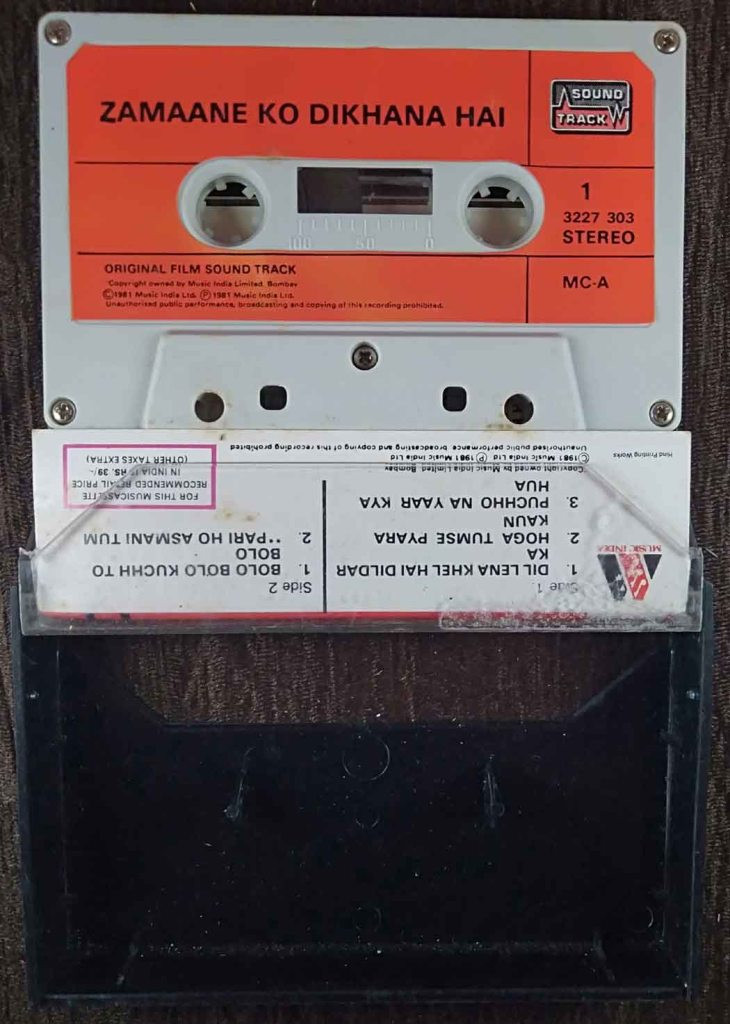 ZAMAANE KO DIKHANA HAI
SOUND
TRACK
100 50 0
1
3227 303
STEREO
ORIGINAL FILM SOUND TRACK
Copyright owned by Music India Limited. Bombay
©1981 Music India Ltd. Ⓟ1981 Music India Ltd.
Unauthorised public performance, broadcasting and copying of this recording prohibited.
MC-A
MUSIC INDIA
Side 1
1. DIL LENA KHEL HAI DILDAR
KA
2. HOGA TUMSE PYARA
KAUN
3. PUCHHO NA YAAR KYA
HUA
Copyright owned by Music India Limited. Bombay
©1981 Music India Ltd Ⓟ1981 Music India Ltd
Unauthorised public performance, broadcasting and copying of this recording prohibited
Hind Printing Works
Side 2
1. BOLO BOLO KUCHH TO
BOLO
2. **PARI HO ASMANI TUM
FOR THIS MUSICASSETTE
RECOMMENDED RETAIL PRICE
IN INDIA IS RS. 39/-
(OTHER TAXES EXTRA)